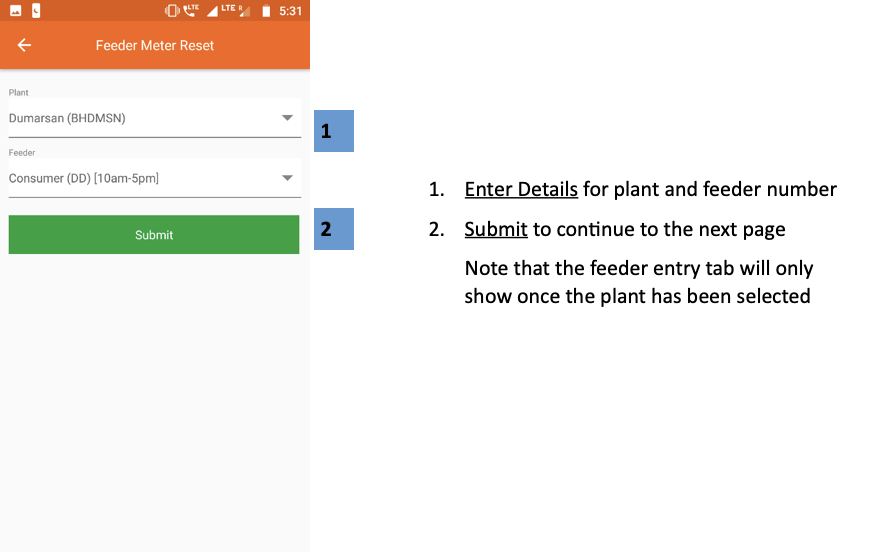 LTE LTE R 5:31
Feeder Meter Reset
Plant
Dumarsan (BHDMSN)
1
Feeder
Consumer (DD) [10am-5pm]
Submit
2
1. Enter Details for plant and feeder number
2. Submit to continue to the next page
Note that the feeder entry tab will only
show once the plant has been selected